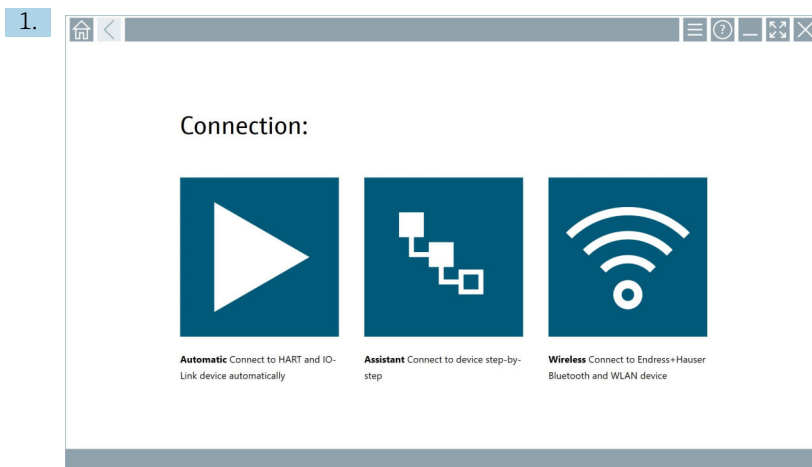 1.
Connection:
Automatic Connect to HART and IO-
Link device automatically
Assistant Connect to device step-by-
step
Wireless Connect to Endress+Hauser
Bluetooth and WLAN device